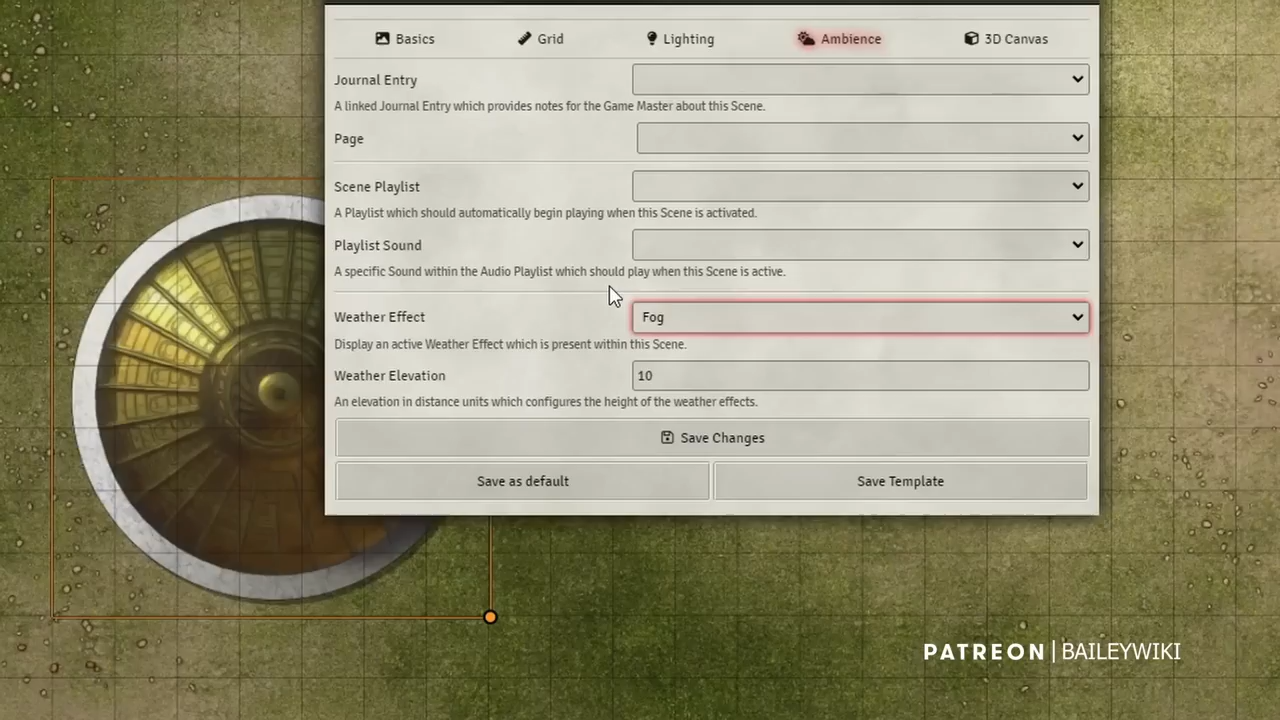 Basics Grid Lighting Ambience 3D Canvas
Journal Entry
A linked Journal Entry which provides notes for the Game Master about this Scene.
Page
Scene Playlist
A Playlist which should automatically begin playing when this Scene is activated.
Playlist Sound
A specific Sound within the Audio Playlist which should play when this Scene is active.
Weather Effect Fog
Display an active Weather Effect which is present within this Scene.
Weather Elevation 10
An elevation in distance units which configures the height of the weather effects.
Save Changes
Save as default Save Template
PATREON | BAILEYWIKI